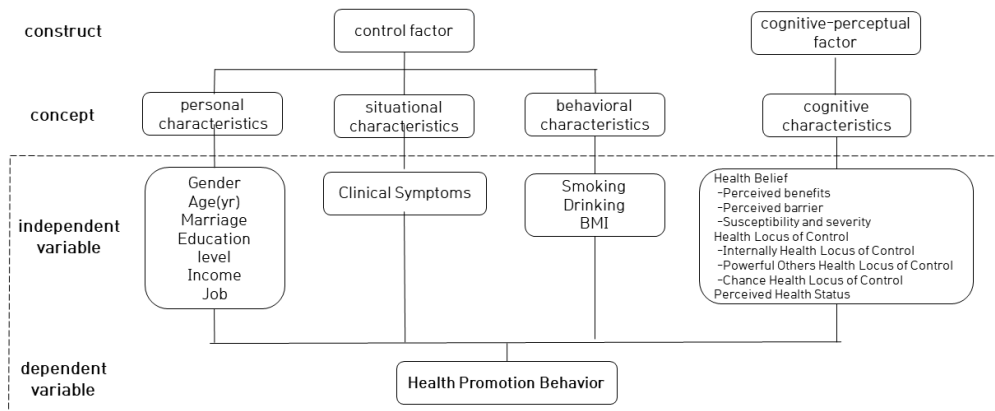 construct
control factor
cognitive-perceptual
factor
concept
personal
characteristics
situational
characteristics
behavioral
characteristics
cognitive
characteristics
independent
variable
Gender
Age(yr)
Marriage
Education
level
Income
Job
Clinical Symptoms
Smoking
Drinking
BMI
Health Belief
-Perceived benefits
-Perceived barrier
-Susceptibility and severity
Health Locus of Control
-Internally Health Locus of Control
-Powerful Others Health Locus of Control
-Chance Health Locus of Control
Perceived Health Status
dependent
variable
Health Promotion Behavior